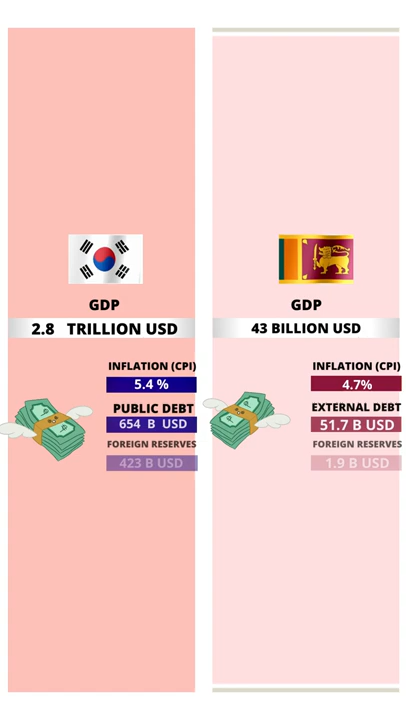 GDP
2.8 TRILLION USD
INFLATION (CPI)
5.4 %
PUBLIC DEBT
654 B USD
FOREIGN RESERVES
423 B USD
GDP
43 BILLION USD
INFLATION (CPI)
4.7%
EXTERNAL DEBT
51.7 B USD
FOREIGN RESERVES
1.9 B USD